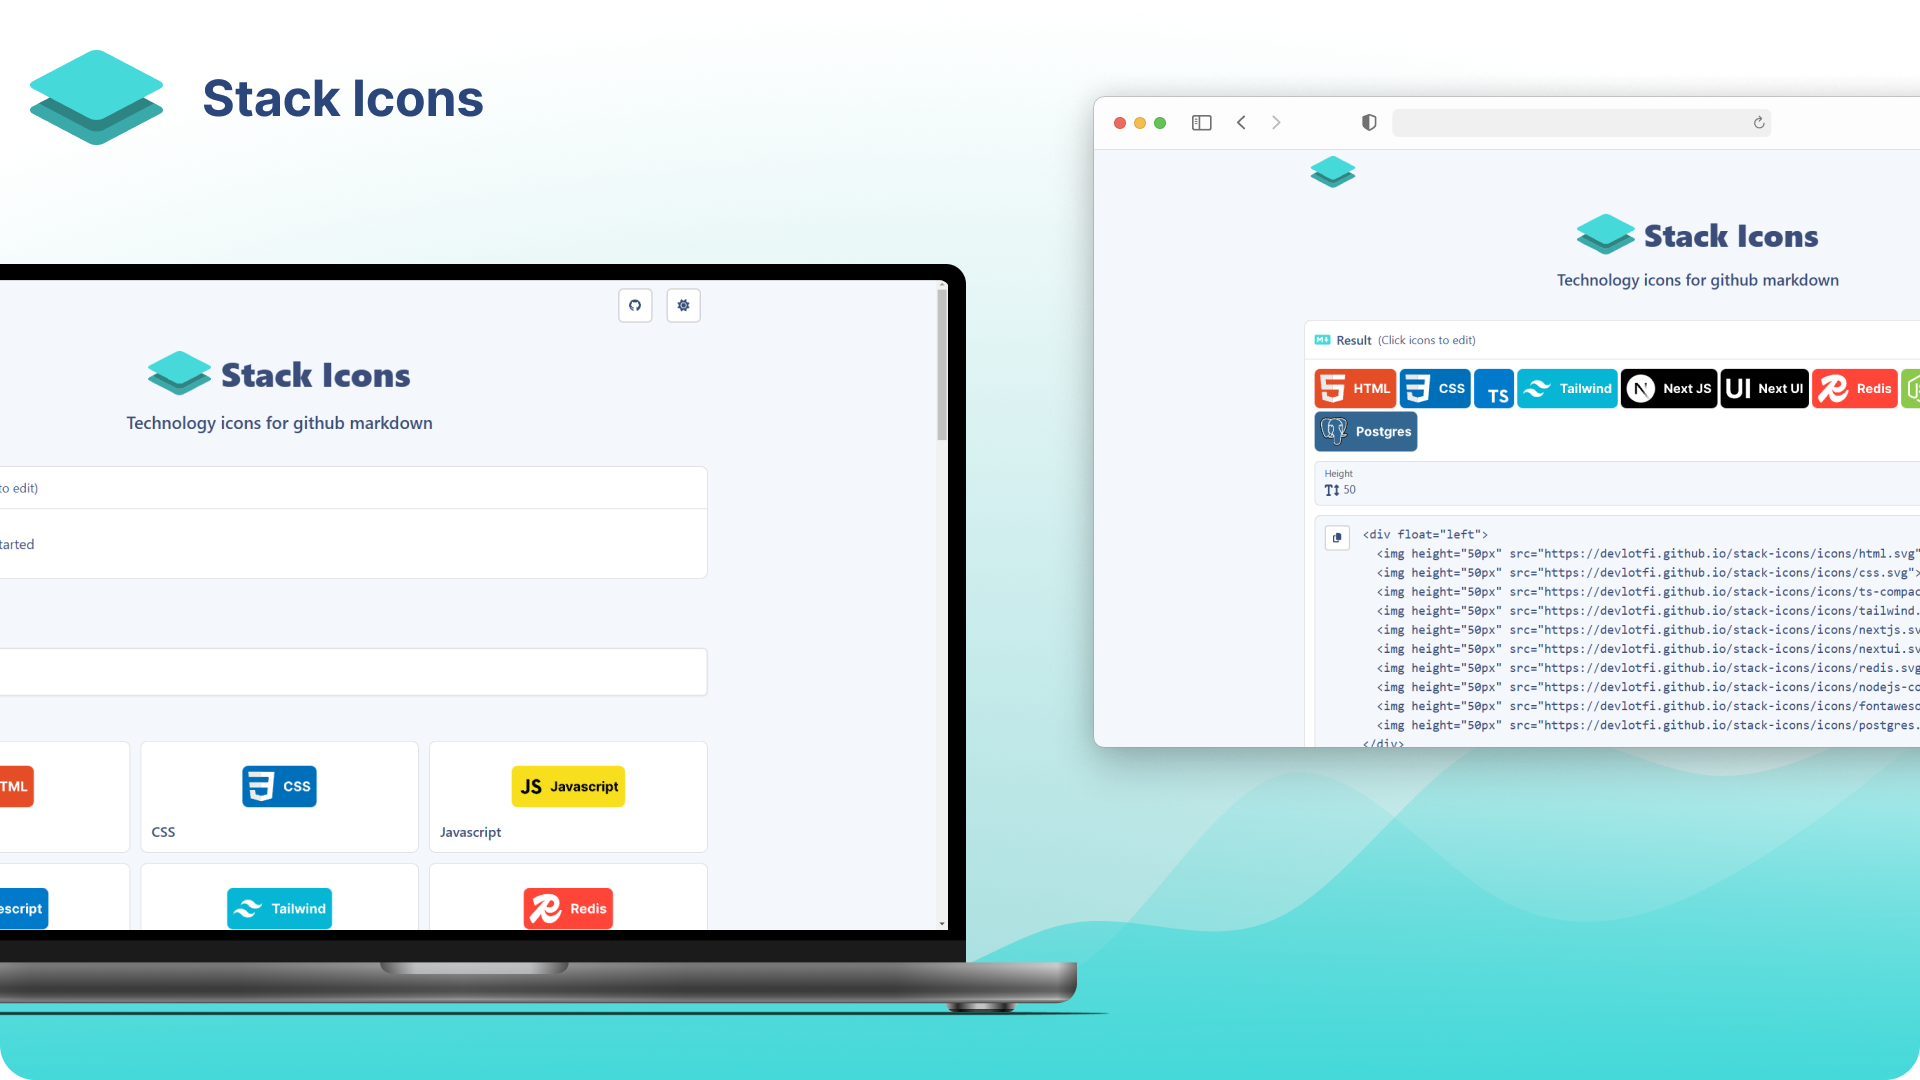 Stack Icons
Stack Icons
Technology icons for github markdown
to edit)
tarted
TML
CSS
JS Javascript
CSS
Javascript
escript
Tailwind
Redis
Stack Icons
Technology icons for github markdown
M Result (Click icons to edit)
HTML CSS TS Tailwind N Next JS UI Next UI Redis
Postgres
Height
50
<div float="left">
<img height="50px" src="https://devlotfi.github.io/stack-icons/icons/html.svg"
<img height="50px" src="https://devlotfi.github.io/stack-icons/icons/css.svg">
<img height="50px" src="https://devlotfi.github.io/stack-icons/icons/ts-compac
<img height="50px" src="https://devlotfi.github.io/stack-icons/icons/tailwind.
<img height="50px" src="https://devlotfi.github.io/stack-icons/icons/nextjs.sv
<img height="50px" src="https://devlotfi.github.io/stack-icons/icons/nextui.sv
<img height="50px" src="https://devlotfi.github.io/stack-icons/icons/redis.svg
<img height="50px" src="https://devlotfi.github.io/stack-icons/icons/nodejs-co
<img height="50px" src="https://devlotfi.github.io/stack-icons/icons/fontaweso
<img height="50px" src="https://devlotfi.github.io/stack-icons/icons/postgres.
</div>